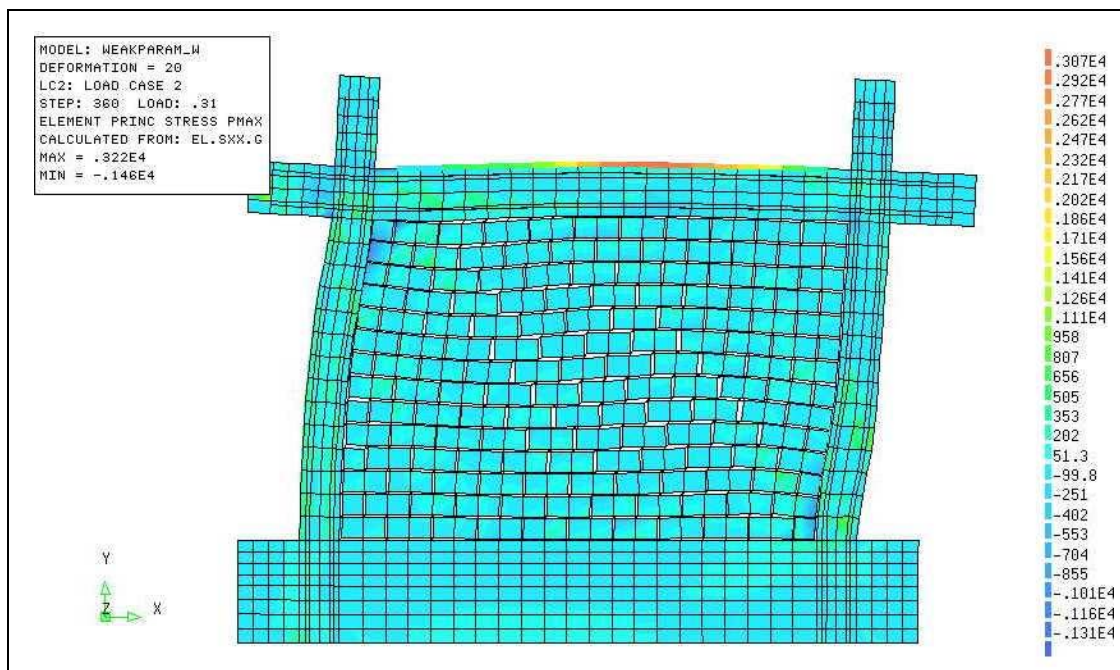 MODEL: WEAKPARAM_W
DEFORMATION = 20
LC2: LOAD CASE 2
STEP: 360 LOAD: .31
ELEMENT PRINC STRESS PMAX
CALCULATED FROM: EL.SXX.G
MAX = .322E4
MIN = -.146E4
.307E4
.292E4
.277E4
.262E4
.247E4
.232E4
.217E4
.202E4
.186E4
.171E4
.156E4
.141E4
.126E4
.111E4
958
807
656
505
353
202
51.3
-99.8
-251
-402
-553
-704
-855
-.101E4
-.116E4
-.131E4
Y
Z
X